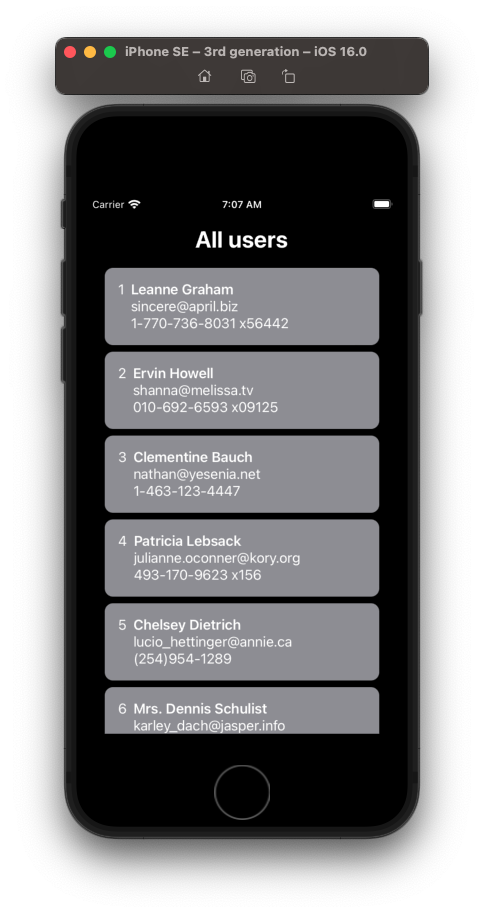 iPhone SE – 3rd generation – iOS 16.0
Carrier 7:07 AM
All users
1 Leanne Graham
sincere@april.biz
1-770-736-8031 x56442
2 Ervin Howell
shanna@melissa.tv
010-692-6593 x09125
3 Clementine Bauch
nathan@yesenia.net
1-463-123-4447
4 Patricia Lebsack
julianne.oconner@kory.org
493-170-9623 x156
5 Chelsey Dietrich
lucio_hettinger@annie.ca
(254)954-1289
6 Mrs. Dennis Schulist
karley_dach@jasper.info